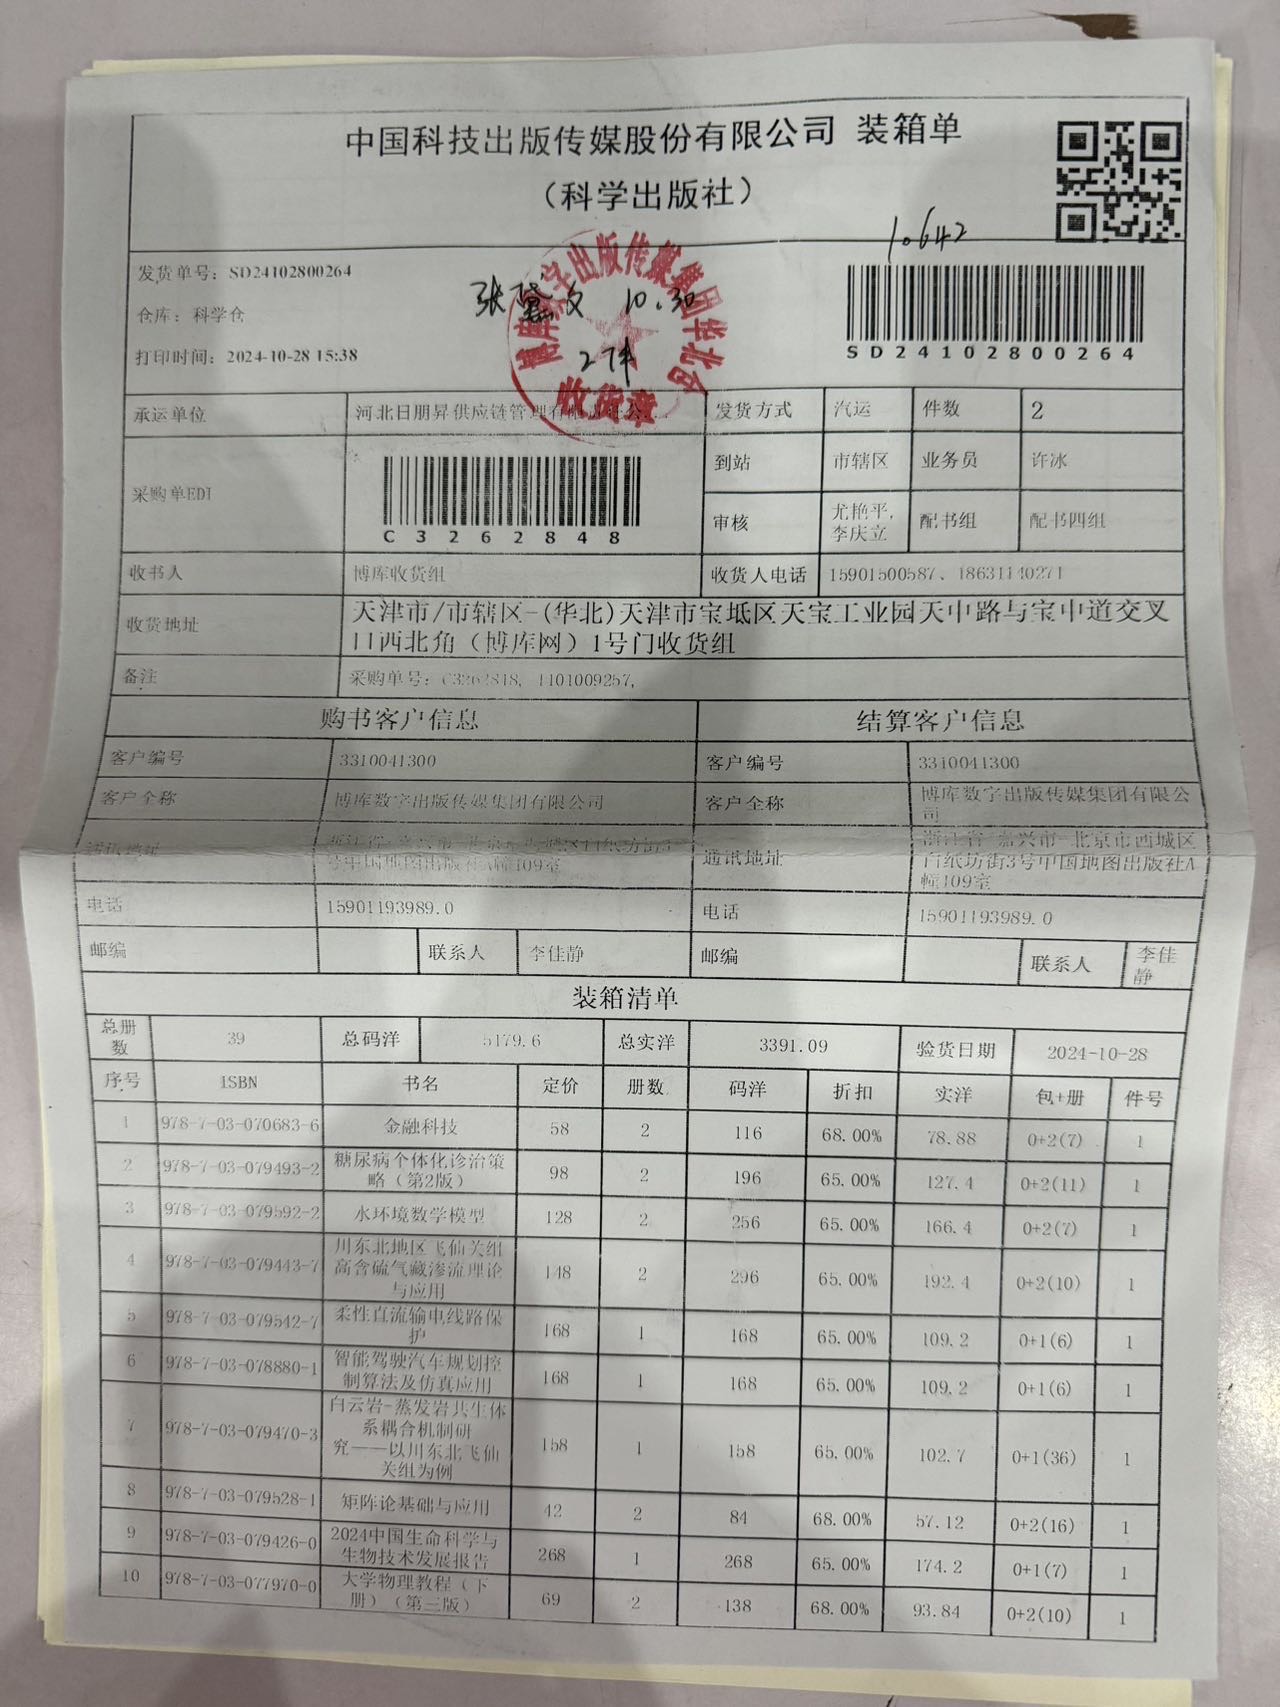 中国科技出版传媒股份有限公司 装箱单
（科学出版社）
10642
发货单号：SD24102800264
张 文 10.30
仓库：科学仓
2件
打印时间：2024-10-28 15:38
SD24102800264
收货章
承运单位 河北日朋昇供应链管理有限 公... 发货方式 汽运 件数 2
采购单EDI C3262848 到站 市辖区 业务员 许冰
审核 尤艳平,李庆立 配书组 配书四组
收书人 博库收货组 收货人电话 15901500587、18631140271
收货地址 天津市/市辖区-(华北)天津市宝坻区天宝工业园天中路与宝中道交叉
口西北角（博库网）1号门收货组
备注 采购单号：C3262848, 1101009257,
购书客户信息 结算客户信息
客户编号 3310041300 客户编号 3310041300
客户全称 博库数字出版传媒集团有限公司 客户全称 博库数字出版传媒集团有限公司
通讯地址 号中国地图出版社A幢109室 通讯地址 浙江省-嘉兴市-北京市西城区白纸坊街3号中国地图出版社A幢109室
电话 15901193989.0 电话 15901193989.0
邮编 联系人 李佳静 邮编 联系人 李佳静
装箱清单
总册数 39 总码洋 5179.6 总实洋 3391.09 验货日期 2024-10-28
序号 ISBN 书名 定价 册数 码洋 折扣 实洋 包+册 件号
1 978-7-03-070683-6 金融科技 58 2 116 68.00% 78.88 0+2(7) 1
2 978-7-03-079493-2 糖尿病个体化诊治策略（第2版） 98 2 196 65.00% 127.4 0+2(11) 1
3 978-7-03-079592-2 水环境数学模型 128 2 256 65.00% 166.4 0+2(7) 1
4 978-7-03-079443-7 川东北地区飞仙关组高含硫气藏渗流理论与应用 148 2 296 65.00% 192.4 0+2(10) 1
5 978-7-03-079542-7 柔性直流输电线路保护 168 1 168 65.00% 109.2 0+1(6) 1
6 978-7-03-078880-1 智能驾驶汽车规划控制算法及仿真应用 168 1 168 65.00% 109.2 0+1(6) 1
7 978-7-03-079470-3 白云岩-蒸发岩共生体系耦合机制研究——以川东北飞仙关组为例 158 1 158 65.00% 102.7 0+1(36) 1
8 978-7-03-079528-1 矩阵论基础与应用 42 2 84 68.00% 57.12 0+2(16) 1
9 978-7-03-079426-0 2024中国生命科学与生物技术发展报告 268 1 268 65.00% 174.2 0+1(7) 1
10 978-7-03-077970-0 大学物理教程（下册）（第三版） 69 2 138 68.00% 93.84 0+2(10) 1